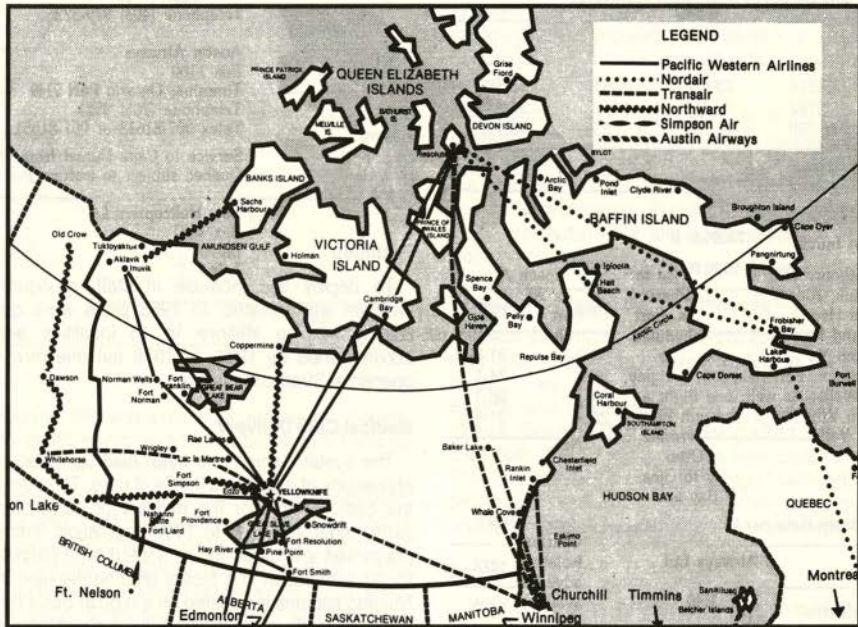 LEGEND
Pacific Western Airlines
Nordair
Transair
Northward
Simpson Air
Austin Airways
Grise
Fiord
PRINCE PATRICK
ISLAND
QUEEN ELIZABETH
ISLANDS
MELVILLE
IS.
BATHURST
IS.
DEVON ISLAND
Resolute
BYLOT
Arctic
Bay
Pond
Inlet
Clyde River
BANKS ISLAND
Sachs
Harbour
PRINCE OF
WALES ISLAND
BAFFIN ISLAND
Broughton Island
Cape Dyer
Old Crow
Tuktoyaktuk
Aklavik
Inuvik
AMUNDSEN GULF
Holman
VICTORIA
ISLAND
Pangnirtung
Igloolik
Hall
Beach
Spence
Bay
Cambridge
Bay
Gjoa
Haven
Pelly
Bay
Frobisher
Bay
Coppermine
Repulse Bay
Arctic Circle
Lake
Harbour
Cape Dorset
Port
Burwell
Dawson
Norman Wells
Fort
Franklin
GREAT BEAR
LAKE
Fort
Norman
Coral
Harbour
SOUTHAMPTON
ISLAND
Rae Lakes
Wrigley
Lac la Martre
Baker Lake
Chesterfield Inlet
Whitehorse
Rankin
Inlet
Fort
Simpson
Edzo
YELLOWKNIFE
HUDSON BAY
QUEBEC
on Lake
Nahanni
Butte
Fort
Providence
GREAT SLAVE
LAKE
Snowdrift
Whale Cove
Fort Liard
Fort Resolution
Hay River
Pine Point
Eskimo
Point
BRITISH COLUMB
Fort Smith
Ft. Nelson
ALBERTA
Edmonton
SASKATCHEWAN
MANITOBA
Churchill
Winnipeg
Timmins
Sanikiluaq
Belcher Islands
Montrea